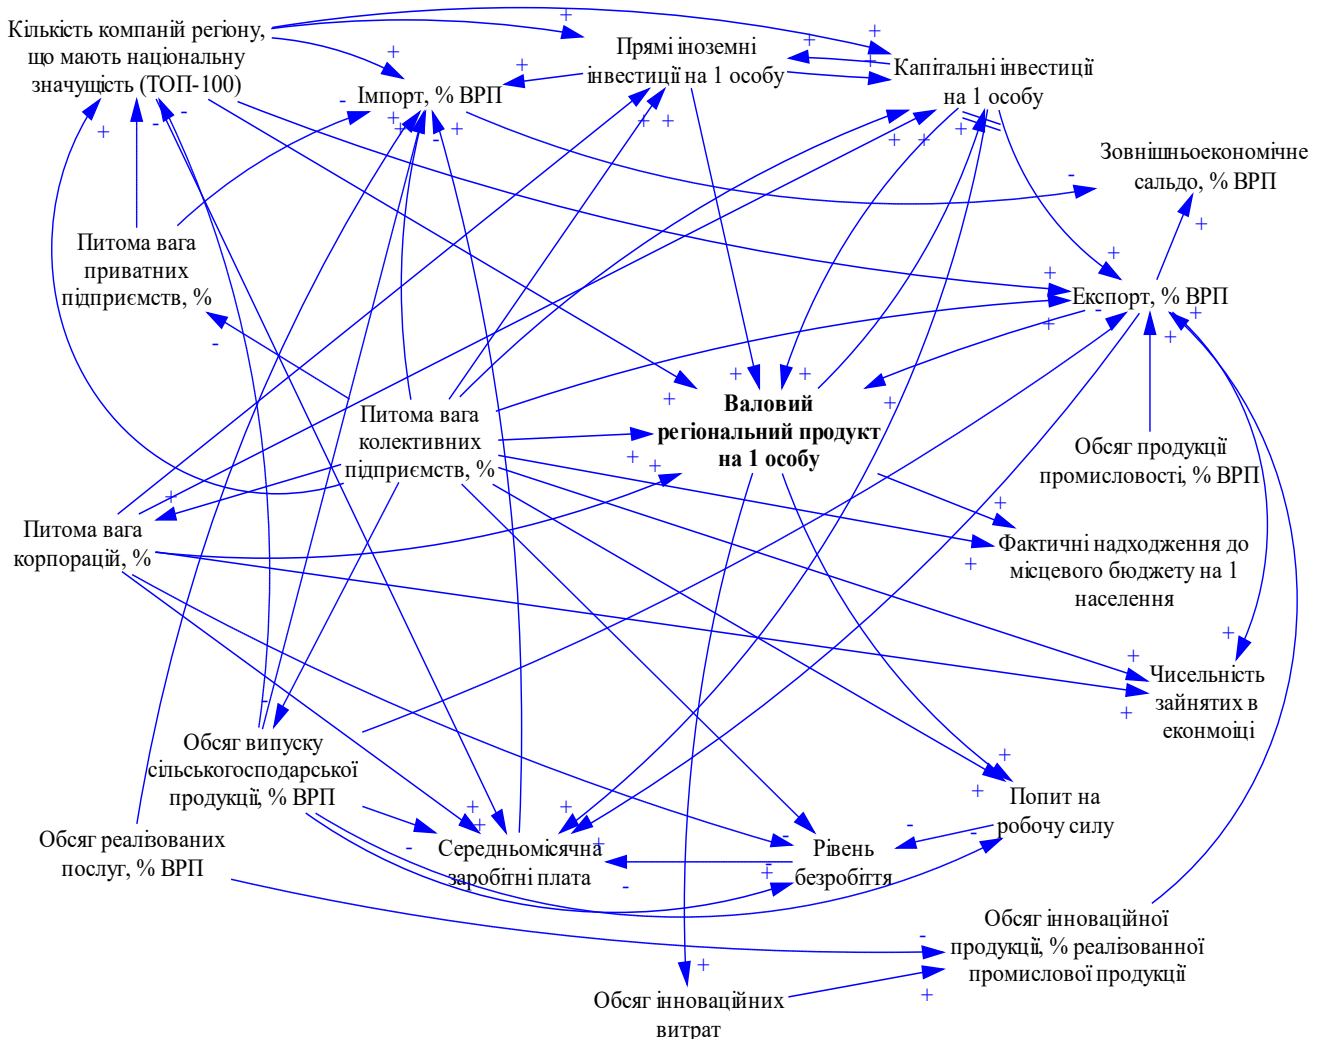 Кількість компаній регіону,
що мають національну
значущість (ТОП-100)
Прямі іноземні
інвестиції на 1 особу
Капітальні інвестиції
на 1 особу
Імпорт, % ВРП
Зовнішньоекономічне
сальдо, % ВРП
Питома вага
приватних
підприємств, %
Експорт, % ВРП
Питома вага
колективних
підприємств, %
Валовий
регіональний продукт
на 1 особу
Обсяг продукції
промисловості, % ВРП
Питома вага
корпорацій, %
Фактичні надходження до
місцевого бюджету на 1
населення
Чисельність
зайнятих в
еконмоіці
Обсяг випуску
сільськогосподарської
продукції, % ВРП
Обсяг реалізованих
послуг, % ВРП
Середньомісячна
заробітні плата
Рівень
безробіття
Попит на
робочу силу
Обсяг інноваційної
продукції, % реалізованної
промислової продукції
Обсяг інноваційних
витрат